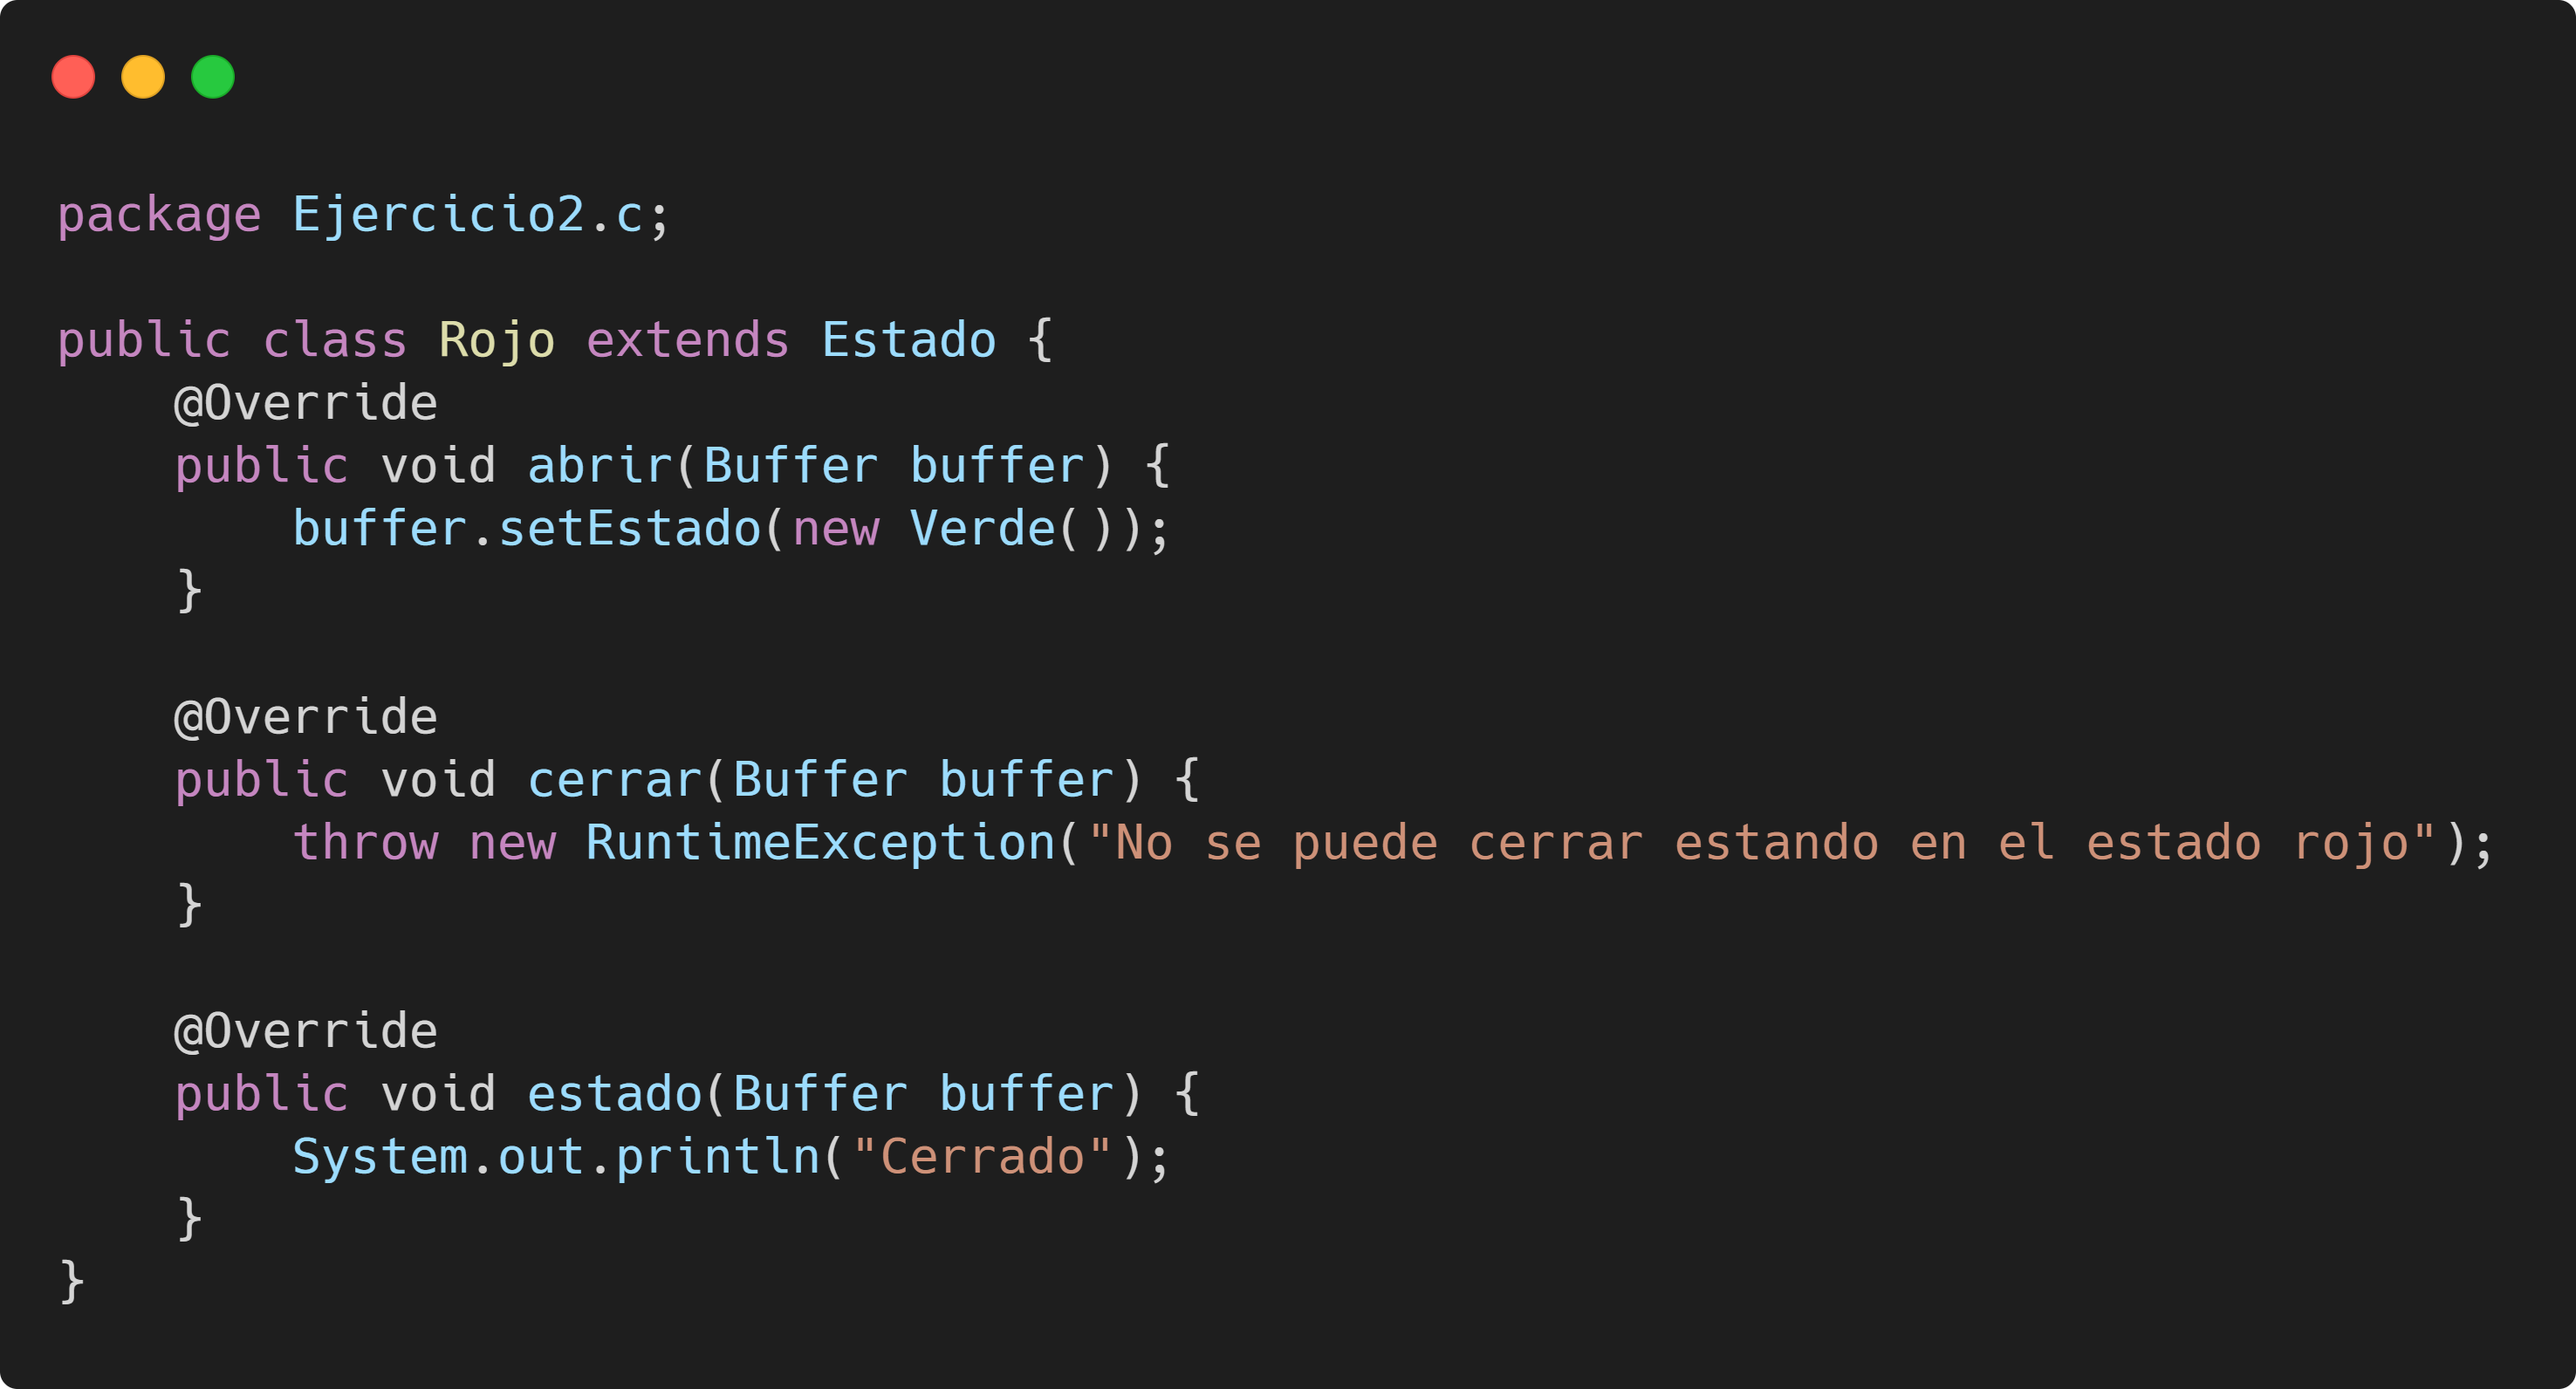 package Ejercicio2.c;
public class Rojo extends Estado {
    @Override
    public void abrir(Buffer buffer) {
        buffer.setEstado(new Verde());
    }
    @Override
    public void cerrar(Buffer buffer) {
        throw new RuntimeException("No se puede cerrar estando en el estado rojo");
    }
    @Override
    public void estado(Buffer buffer) {
        System.out.println("Cerrado");
    }
}